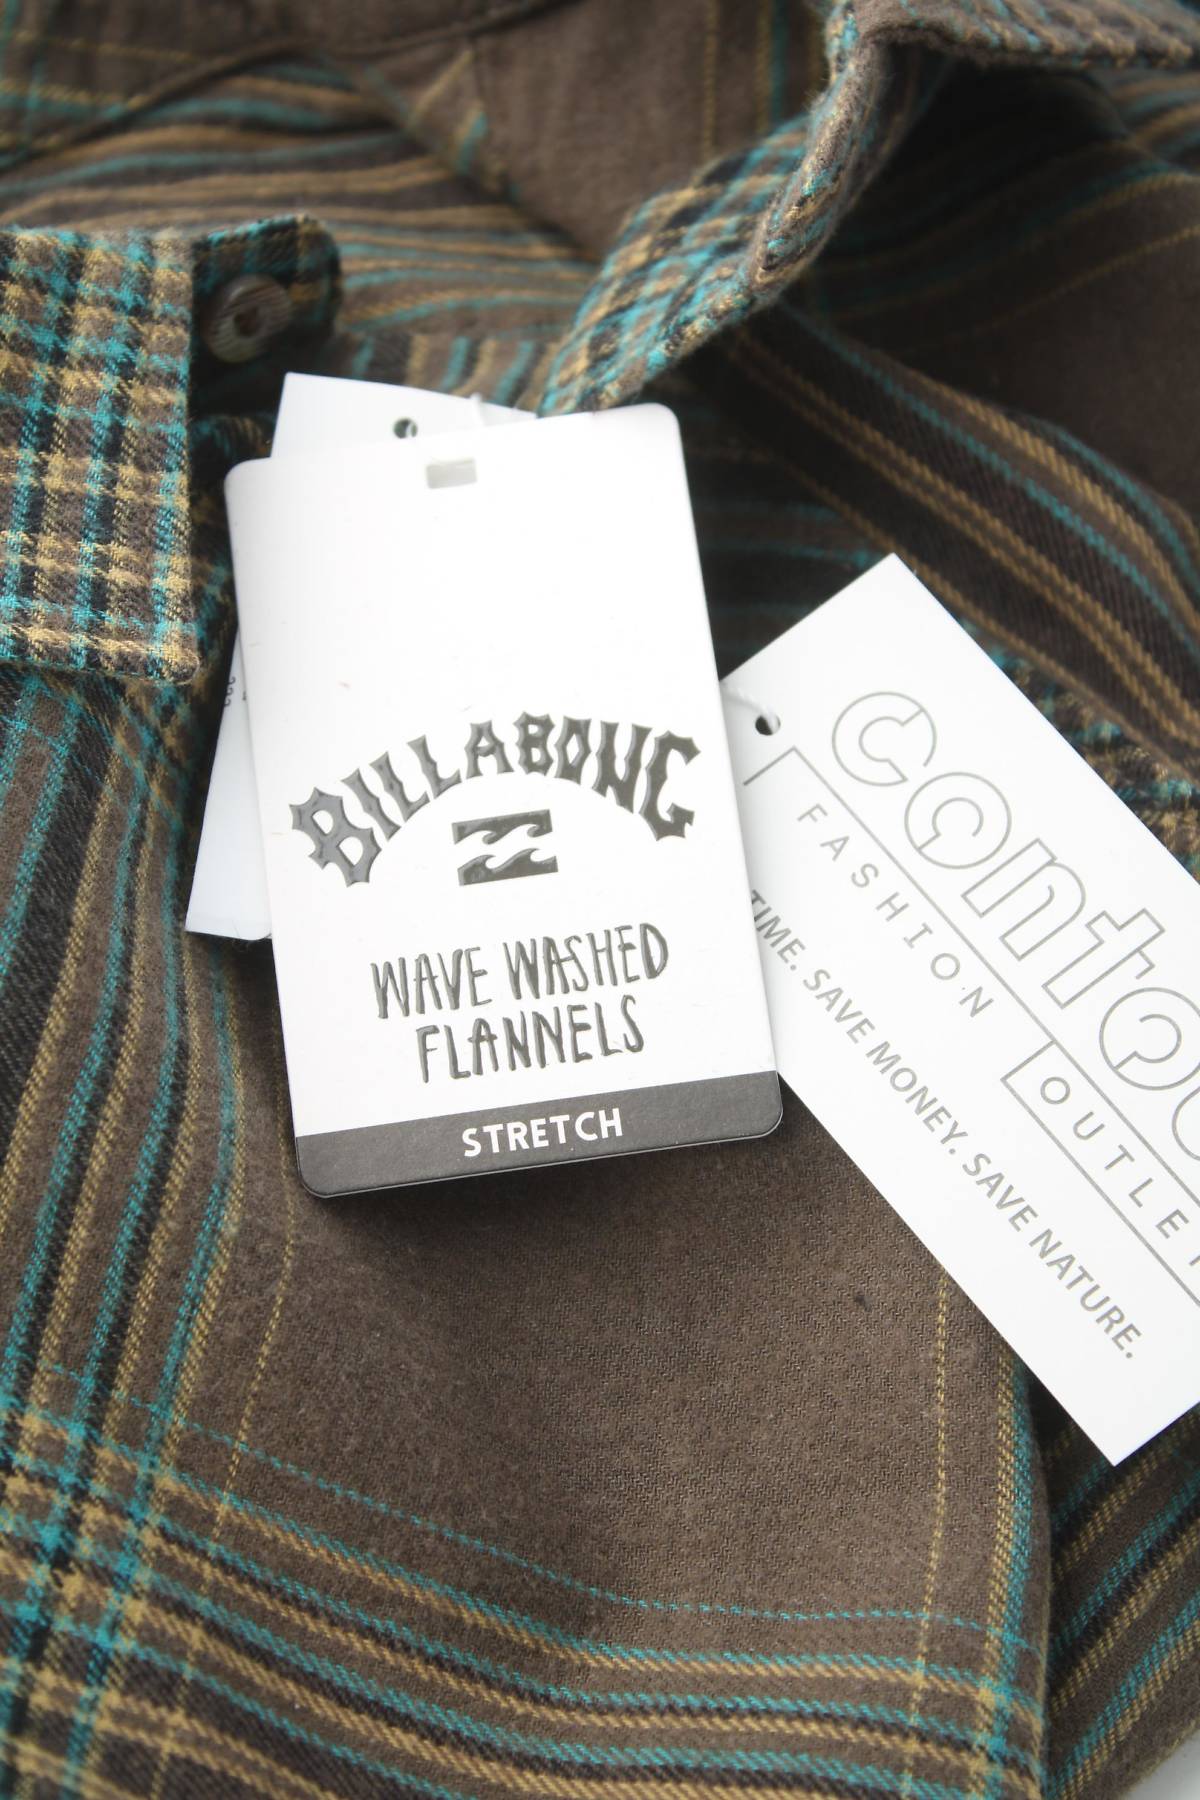 BILLABONG
WAVE WASHED
FLANNELS
STRETCH
FASHION
OUTLET
TIME. SAVE MONEY. SAVE NATURE.